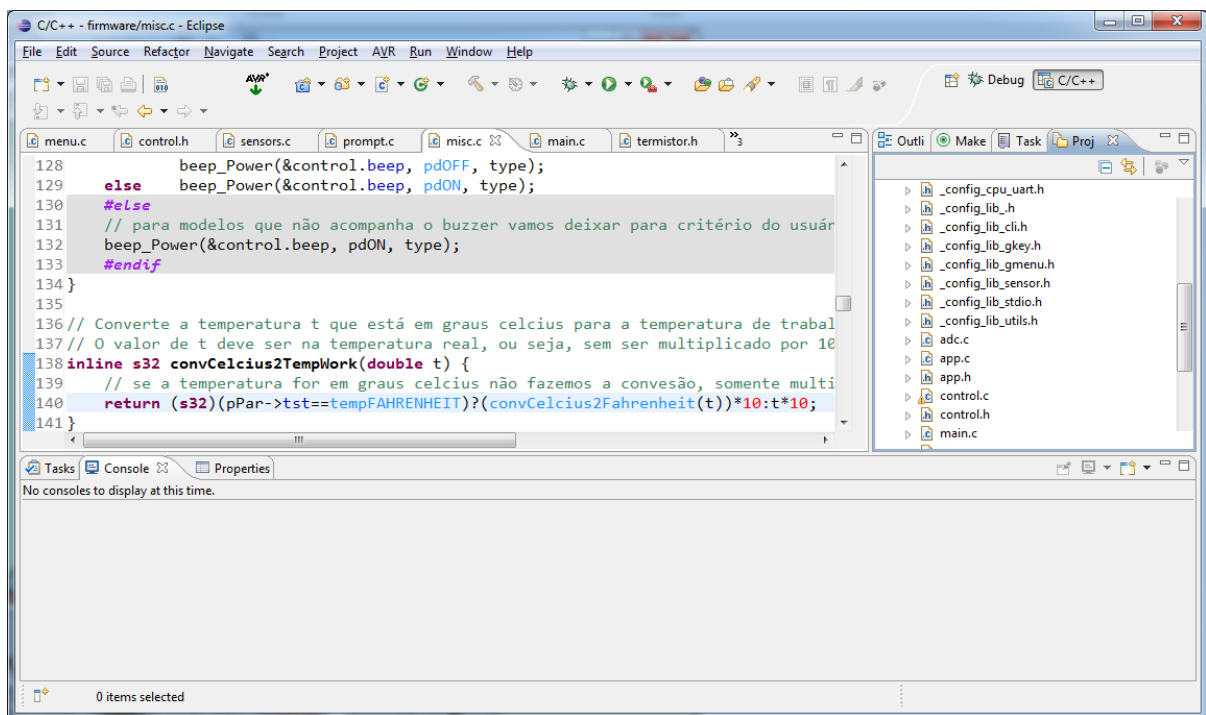 C/C++ - firmware/misc.c - Eclipse
File Edit Source Refactor Navigate Search Project AVR Run Window Help
AVR*
Debug C/C++
menu.c control.h sensors.c prompt.c misc.c main.c termistor.h »3
Outli Make Task Proj
128 beep_Power(&control.beep, pdOFF, type);
129 else beep_Power(&control.beep, pdON, type);
130 #else
131 // para modelos que não acompanha o buzzer vamos deixar para critério do usuár
132 beep_Power(&control.beep, pdON, type);
133 #endif
134 }
135
136 // Converte a temperatura t que está em graus celcius para a temperatura de trabal
137 // O valor de t deve ser na temperatura real, ou seja, sem ser multiplicado por 10
138 inline s32 convCelcius2TempWork(double t) {
139 // se a temperatura for em graus celcius não fazemos a convesão, somente multi
140 return (s32)(pPar->tst==tempFAHRENHEIT)?(convCelcius2Fahrenheit(t))*10:t*10;
141 }
_config_cpu_uart.h
_config_lib_.h
_config_lib_cli.h
_config_lib_gkey.h
_config_lib_gmenu.h
_config_lib_sensor.h
_config_lib_stdio.h
_config_lib_utils.h
adc.c
app.c
app.h
control.c
control.h
main.c
Tasks Console Properties
No consoles to display at this time.
0 items selected